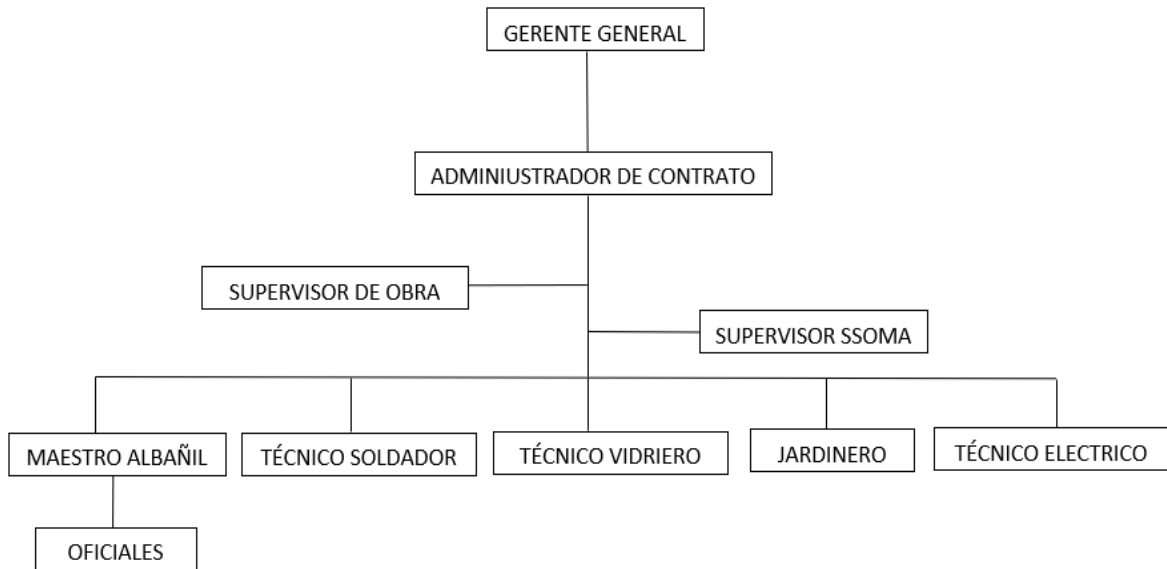 GERENTE GENERAL
ADMINIUSTRADOR DE CONTRATO
SUPERVISOR DE OBRA
SUPERVISOR SSOMA
MAESTRO ALBAÑIL
TÉCNICO SOLDADOR
TÉCNICO VIDRIERO
JARDINERO
TÉCNICO ELECTRICO
OFICIALES